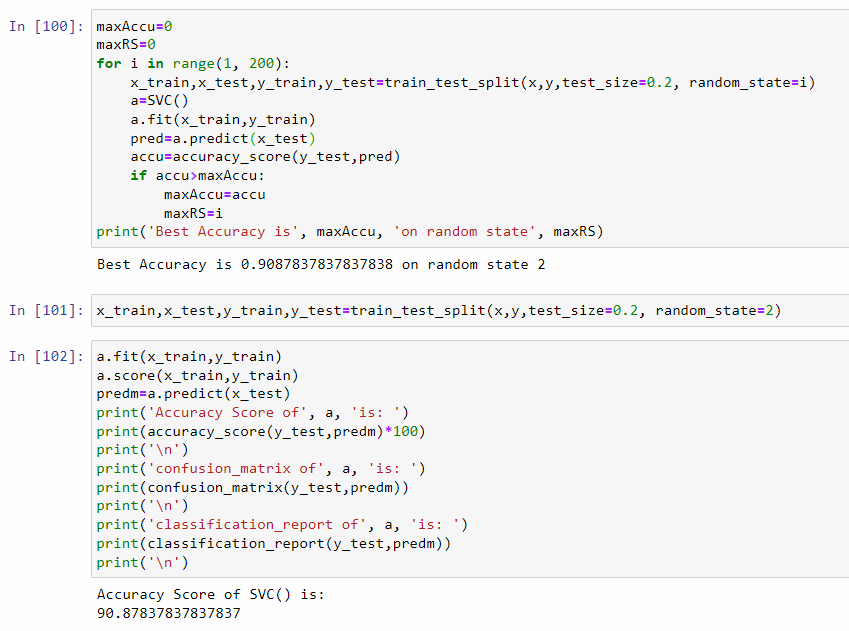 In [100]: maxAccu=0
maxRS=0
for i in range(1, 200):
    x_train,x_test,y_train,y_test=train_test_split(x,y,test_size=0.2, random_state=i)
    a=SVC()
    a.fit(x_train,y_train)
    pred=a.predict(x_test)
    accu=accuracy_score(y_test,pred)
    if accu>maxAccu:
        maxAccu=accu
        maxRS=i
print('Best Accuracy is', maxAccu, 'on random state', maxRS)
Best Accuracy is 0.9087837837837838 on random state 2
In [101]: x_train,x_test,y_train,y_test=train_test_split(x,y,test_size=0.2, random_state=2)
In [102]: a.fit(x_train,y_train)
a.score(x_train,y_train)
predm=a.predict(x_test)
print('Accuracy Score of', a, 'is: ')
print(accuracy_score(y_test,predm)*100)
print('\n')
print('confusion_matrix of', a, 'is: ')
print(confusion_matrix(y_test,predm))
print('\n')
print('classification_report of', a, 'is: ')
print(classification_report(y_test,predm))
print('\n')
Accuracy Score of SVC() is:
90.87837837837837